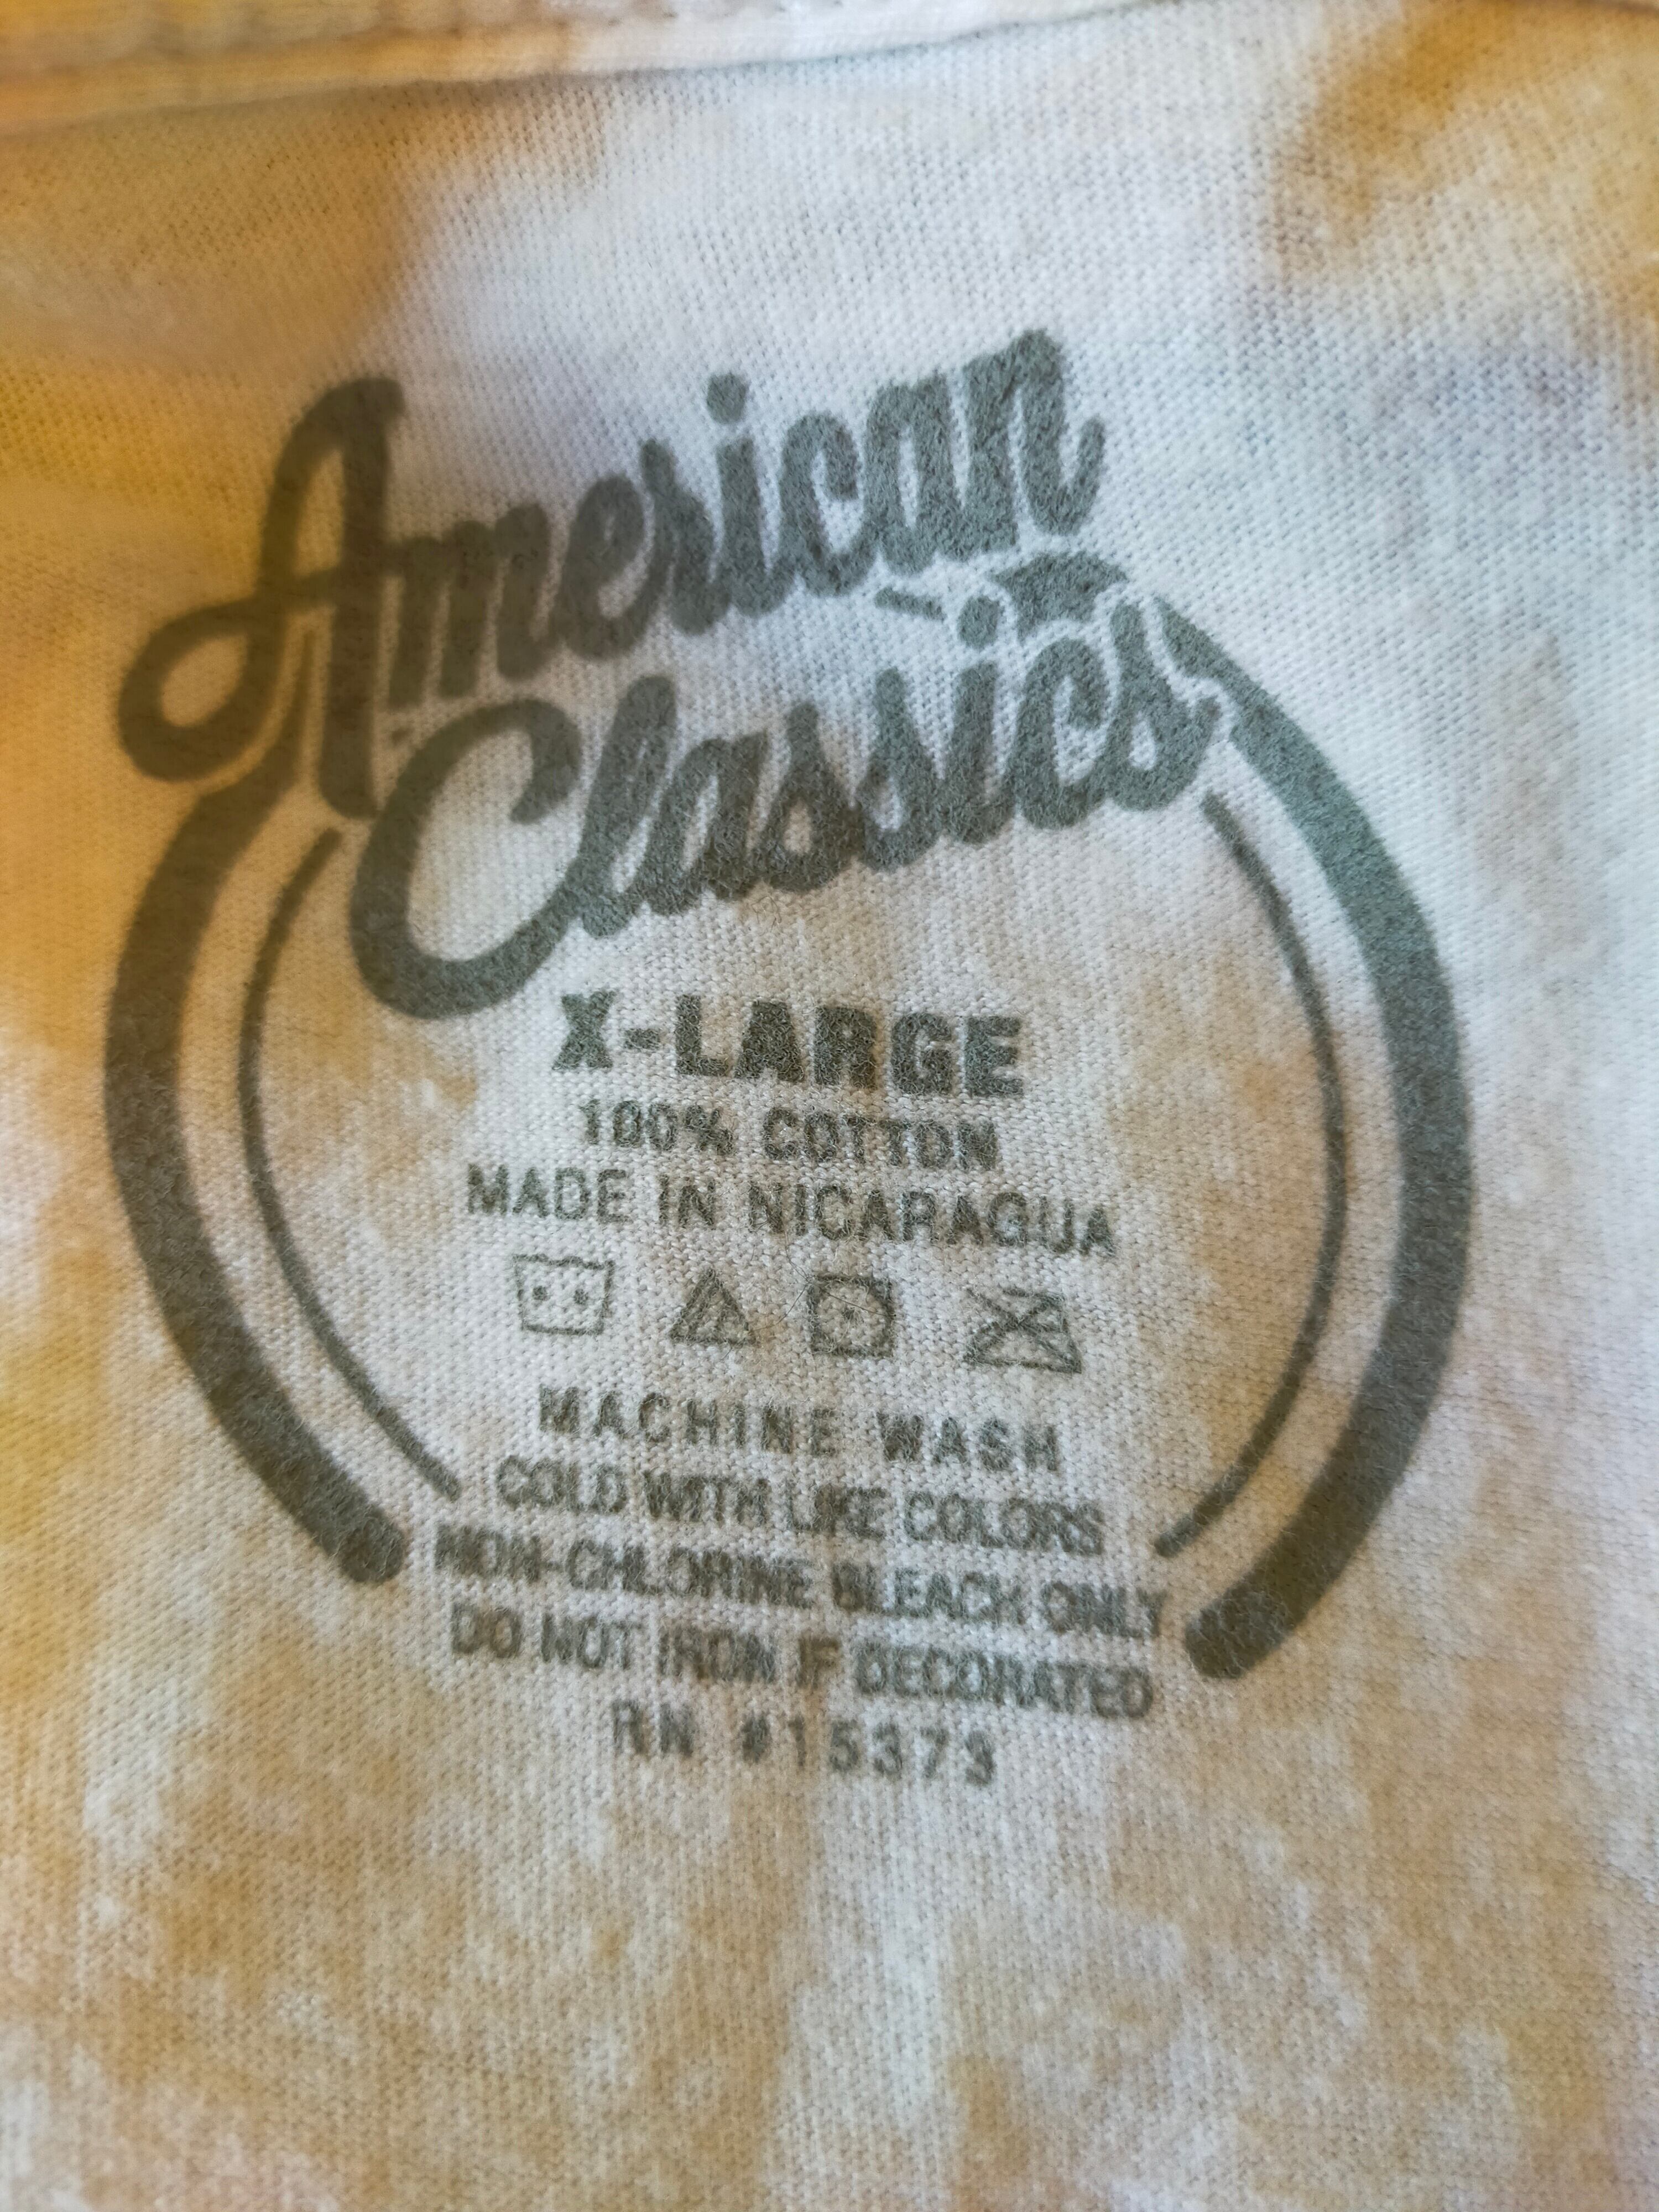 American
Classics
X-LARGE
100% COTTON
MADE IN NICARAGUA
MACHINE WASH
COLD WITH LIKE COLORS
NON-CHLORINE BLEACH ONLY
DO NOT IRON IF DECORATED
RN #15373